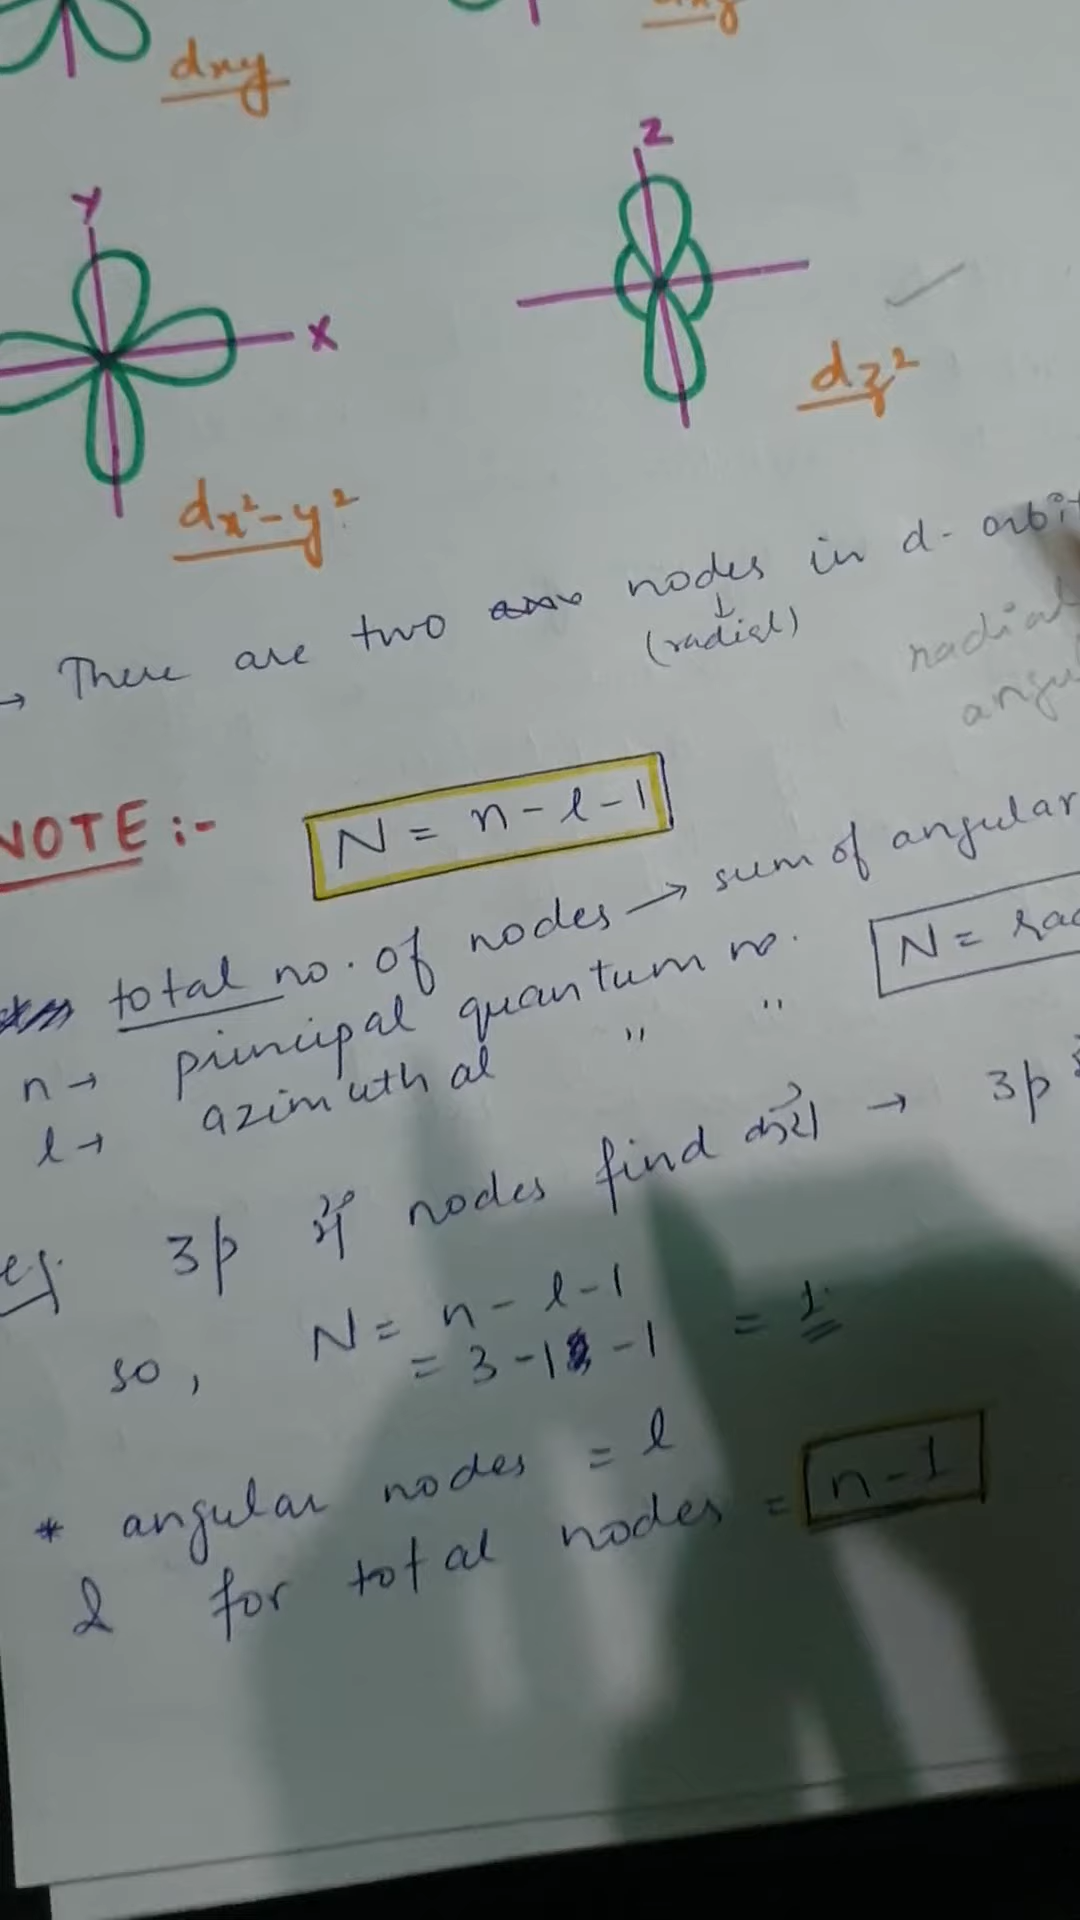 dxy
Z
Y
X
dz²
dx²-y²
→ There are two nodes in d-orbit
(radial)
radial
angu
NOTE:-
N = n-l-1
total no. of nodes → sum of angular
n → principal quantum no.
N = rad
l → azimuthal " "
eg. 3p में nodes find करो → 3p
so, N = n-l-1
= 3-1-1 = 1
* angular nodes = l
& for total nodes = n-1